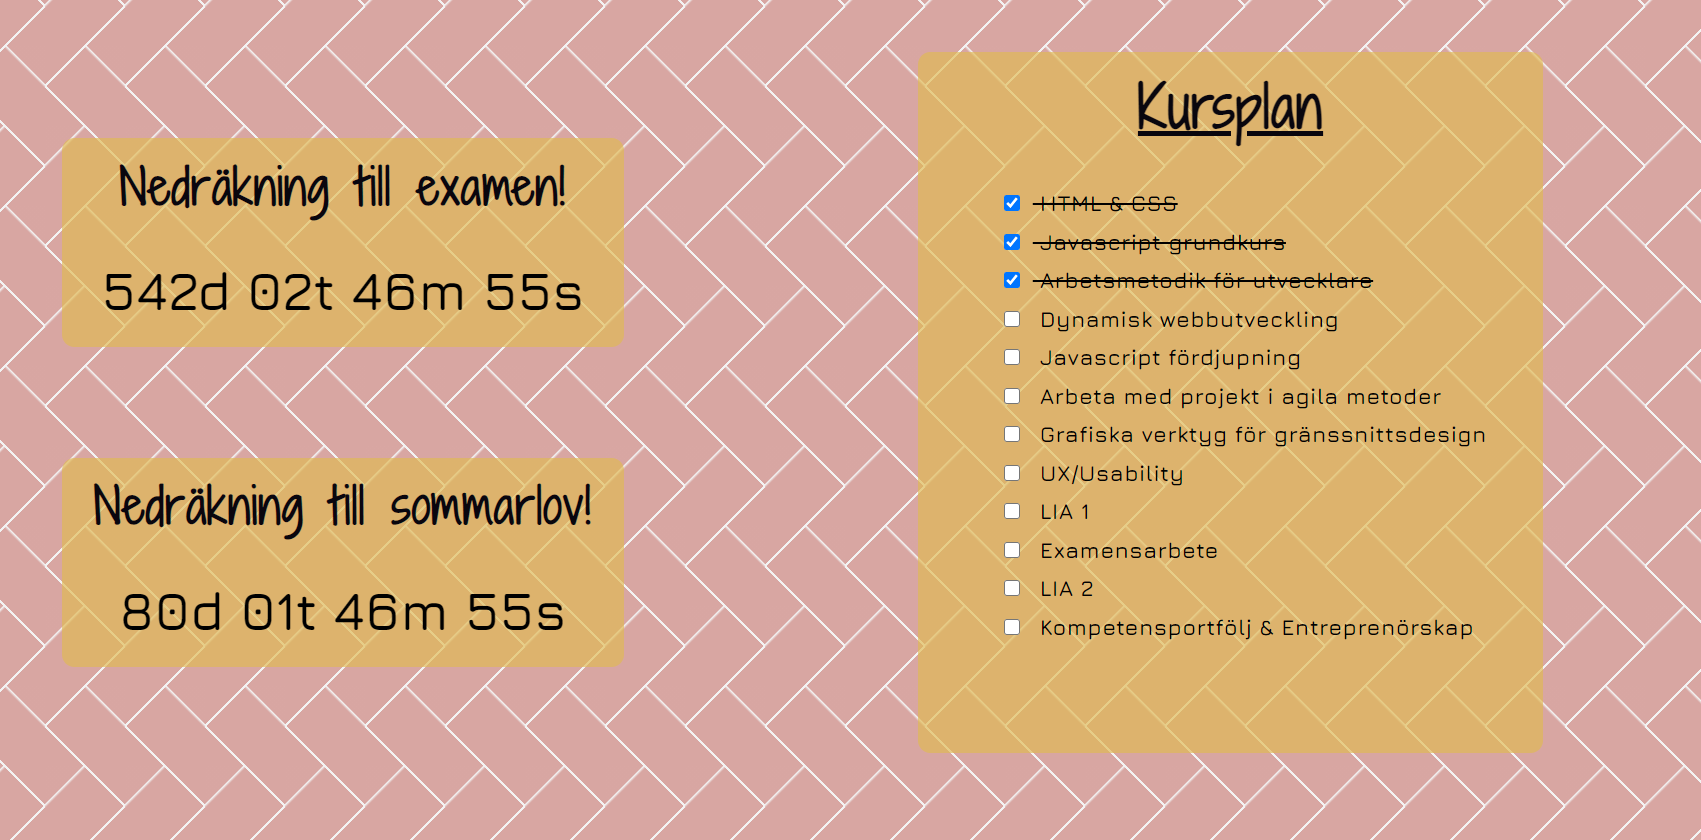 Nedräkning till examen!
542d 02t 46m 55s
Nedräkning till sommarlov!
80d 01t 46m 55s
Kursplan
HTML & CSS
Javascript grundkurs
Arbetsmetodik för utvecklare
Dynamisk webbutveckling
Javascript fördjupning
Arbeta med projekt i agila metoder
Grafiska verktyg för gränssnittsdesign
UX/Usability
LIA 1
Examensarbete
LIA 2
Kompetensportfölj & Entreprenörskap